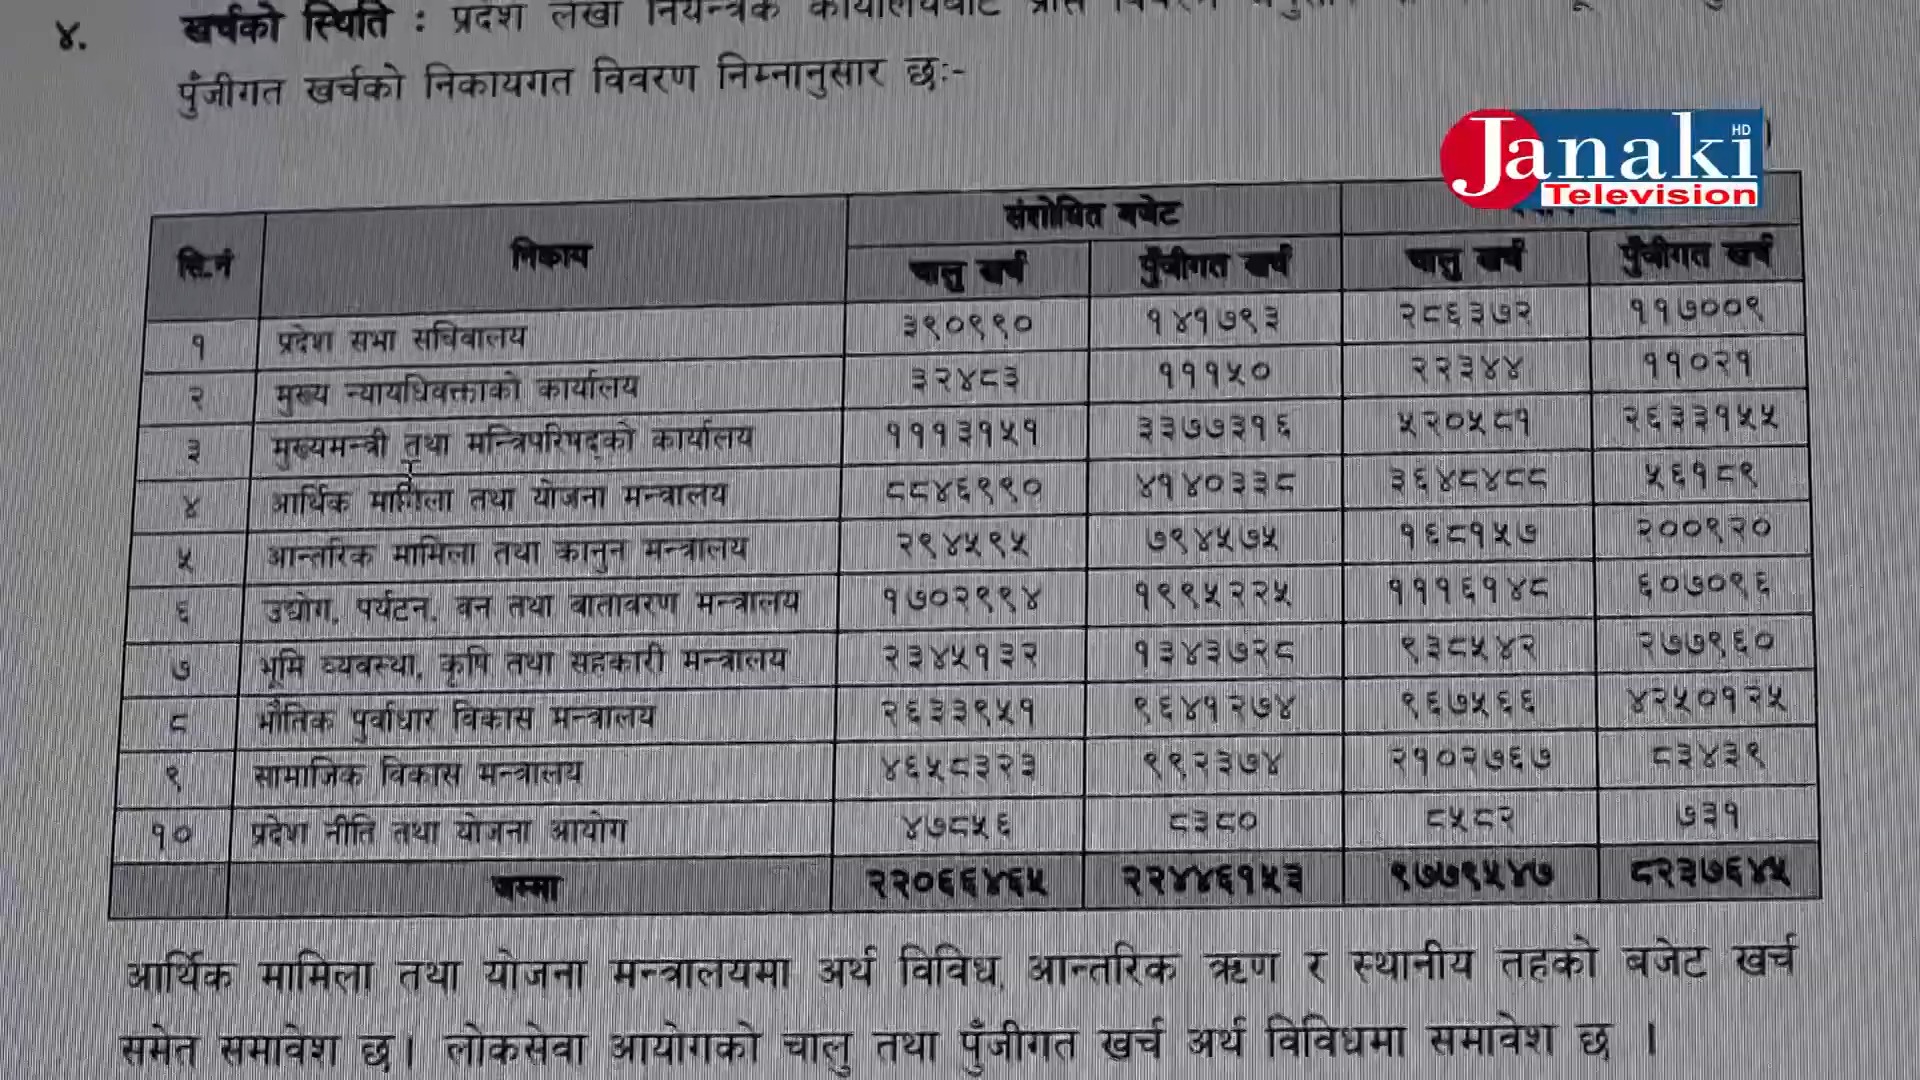 ४. खर्चको स्थिति : प्रदेश लेखा नियन्त्रक कार्यालयबाट प्राप्त
पुँजीगत खर्चको निकायगत विवरण निम्नानुसार छः-
Janaki HD
Television
सि.नं निकाय संशोधित बजेट
चालु खर्च पुँजीगत खर्च चालु खर्च पुँजीगत खर्च
१ प्रदेश सभा सचिवालय ३९०९९० १४१७९३ २८६३७२ ११७००९
२ मुख्य न्यायधिवक्ताको कार्यालय ३२४८३ १११५० २२३४४ ११०२१
३ मुख्यमन्त्री तथा मन्त्रिपरिषद्को कार्यालय १११३१५१ ३३७७३१६ ५२०५८१ २६३३१५५
४ आर्थिक मामिला तथा योजना मन्त्रालय ८८४६९९० ४१४०३३८ ३६४८४८८ ५६१८९
५ आन्तरिक मामिला तथा कानुन मन्त्रालय २९४५९५ ७९४५७५ १६८१५७ २००९२०
६ उद्योग, पर्यटन, वन तथा वातावरण मन्त्रालय १७०२९९४ १९९५२२५ १११६१४८ ६०७०९६
७ भूमि व्यवस्था, कृषि तथा सहकारी मन्त्रालय २३४५१३२ १३४३७२८ ९३८५४२ २७७९६०
८ भौतिक पुर्वाधार विकास मन्त्रालय २६३३९५१ ९६४१२७४ ९६७५६६ ४२५०१२५
९ सामाजिक विकास मन्त्रालय ४६५८३२३ ९९२३७४ २१०२७६७ ८३४३९
१० प्रदेश नीति तथा योजना आयोग ४७८५६ ८३८० ८५८२ ७३१
जम्मा २२०६६४६५ २२४४६१५३ ९७७९५४७ ८२३७६४५
आर्थिक मामिला तथा योजना मन्त्रालयमा अर्थ विविध, आन्तरिक ऋण र स्थानीय तहको बजेट खर्च
समेत समावेश छ। लोकसेवा आयोगको चालु तथा पुँजीगत खर्च अर्थ विविधमा समावेश छ ।